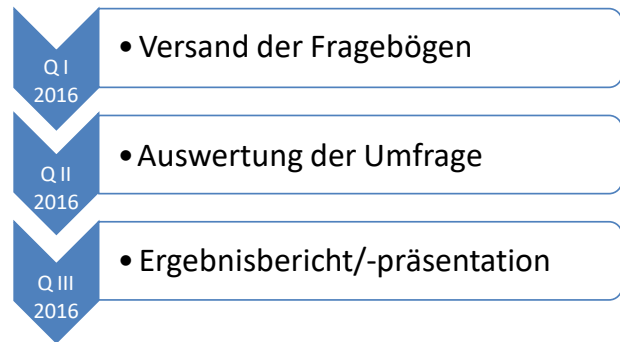 Q I
2016
• Versand der Fragebögen
Q II
2016
• Auswertung der Umfrage
Q III
2016
• Ergebnisbericht/-präsentation